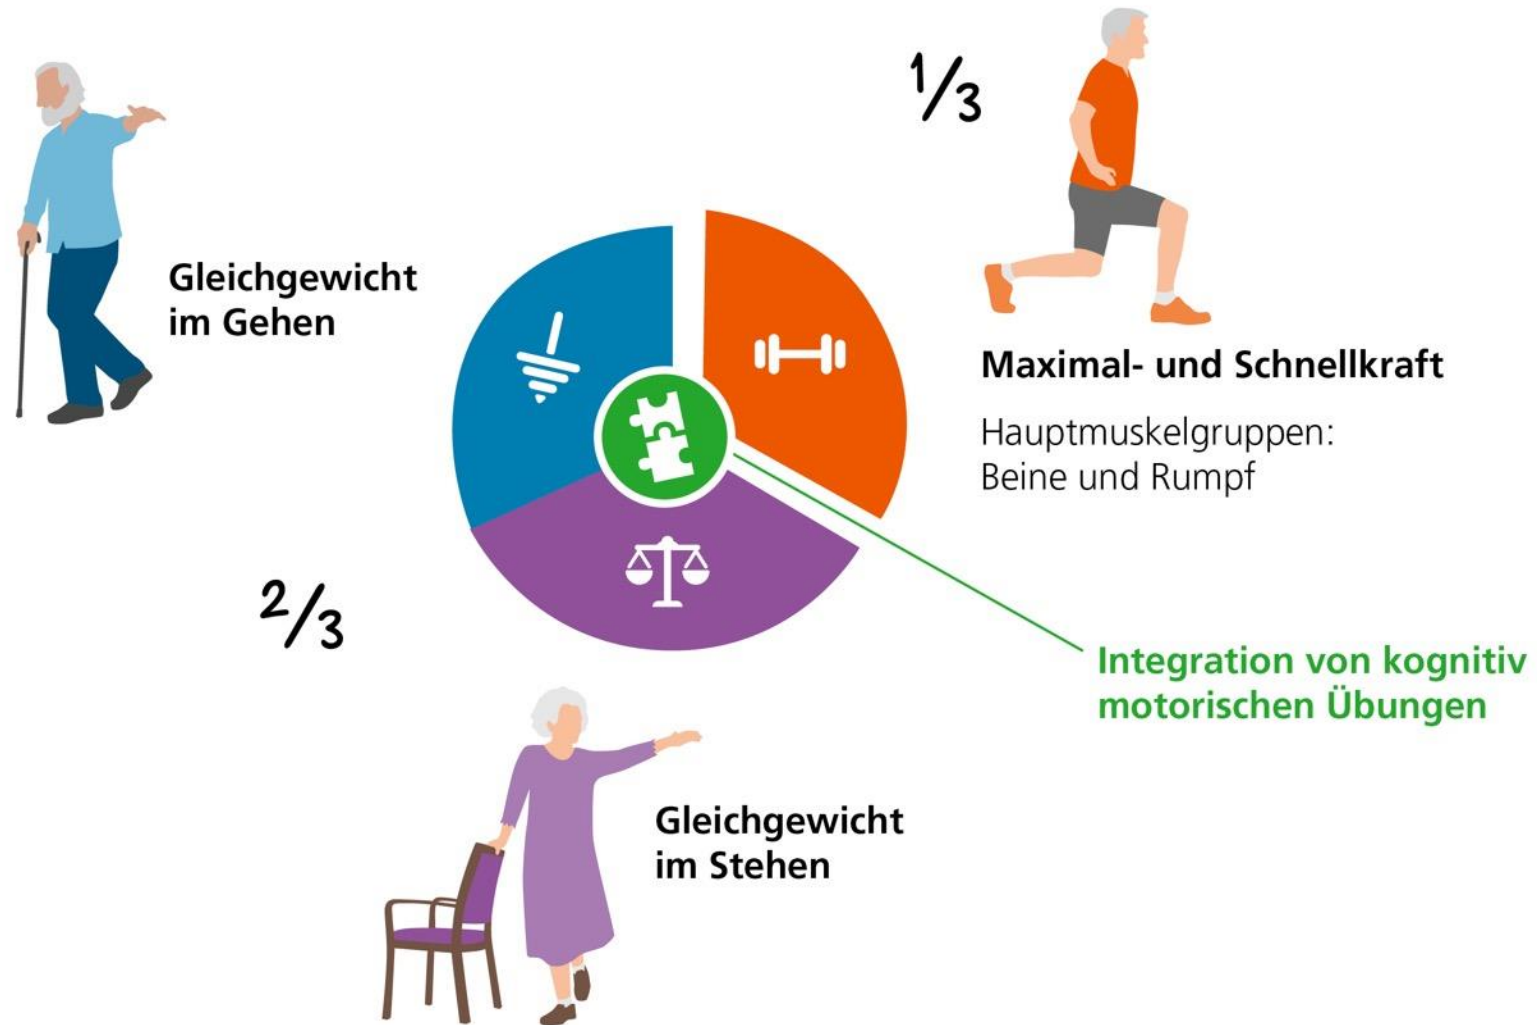 1/3
Gleichgewicht
im Gehen
Maximal- und Schnellkraft
Hauptmuskelgruppen:
Beine und Rumpf
2/3
Integration von kognitiv
motorischen Übungen
Gleichgewicht
im Stehen